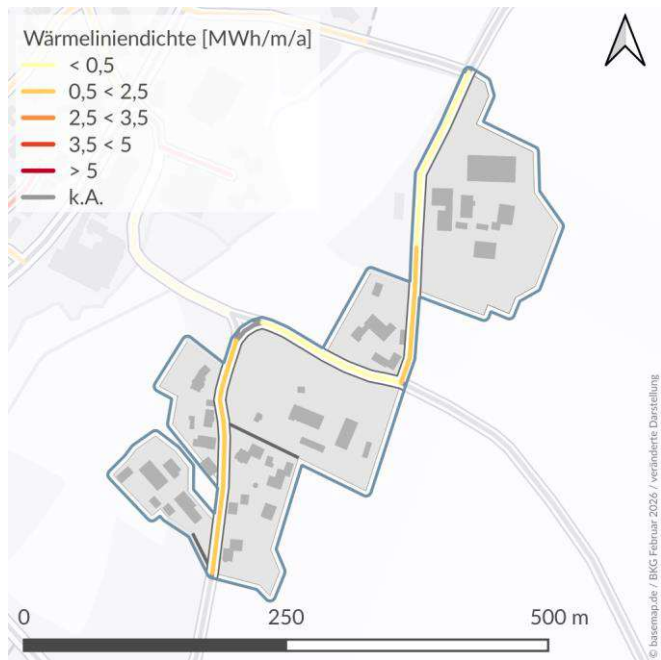 Wärmeliniendichte [MWh/m/a]
< 0,5
0,5 < 2,5
2,5 < 3,5
3,5 < 5
> 5
k.A.
0 250 500 m
© basemap.de / BKG Februar 2026 / veränderte Darstellung